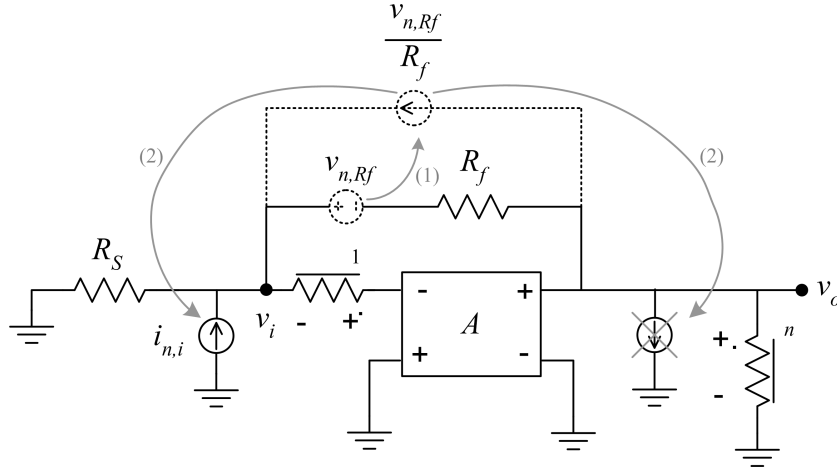 v_{n,Rf}
R_f
(2)
(2)
v_{n,Rf}
(1)
R_f
R_S
1
- +
v_o
i_{n,i}
v_i
- +.
A
+ -
n
+.
-